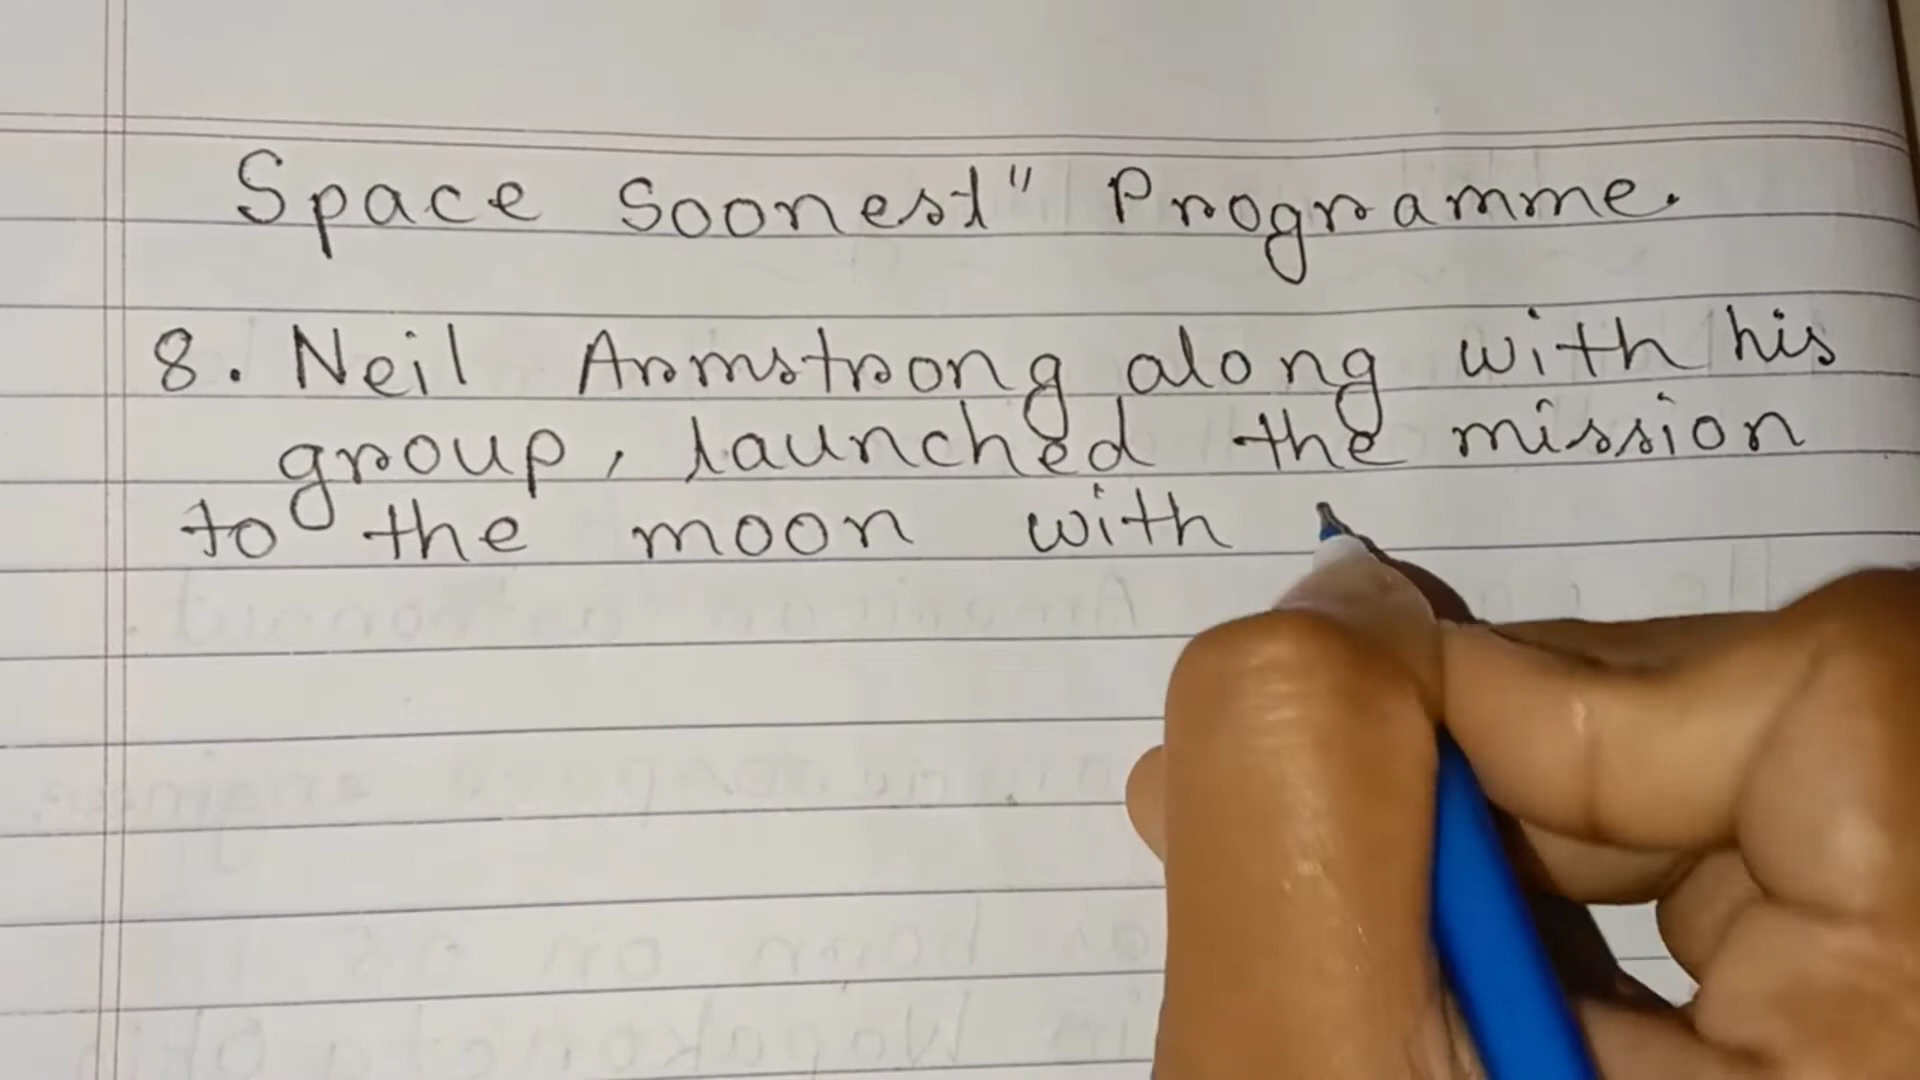 Space Soonest" Programme.
8. Neil Armstrong along with his
group, launched the mission
to the moon with